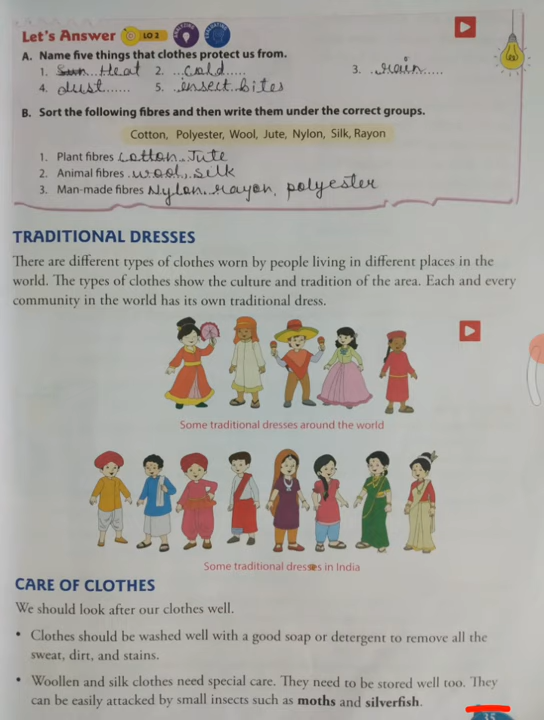 Let's Answer LO 2
A. Name five things that clothes protect us from.
1. Heat 2. cold 3. rain
4. dust 5. insect bites
B. Sort the following fibres and then write them under the correct groups.
Cotton, Polyester, Wool, Jute, Nylon, Silk, Rayon
1. Plant fibres Cotton, Jute
2. Animal fibres wool, silk
3. Man-made fibres Nylon, rayon, polyester
TRADITIONAL DRESSES
There are different types of clothes worn by people living in different places in the
world. The types of clothes show the culture and tradition of the area. Each and every
community in the world has its own traditional dress.
Some traditional dresses around the world
Some traditional dresses in India
CARE OF CLOTHES
We should look after our clothes well.
• Clothes should be washed well with a good soap or detergent to remove all the
sweat, dirt, and stains.
• Woollen and silk clothes need special care. They need to be stored well too. They
can be easily attacked by small insects such as moths and silverfish.